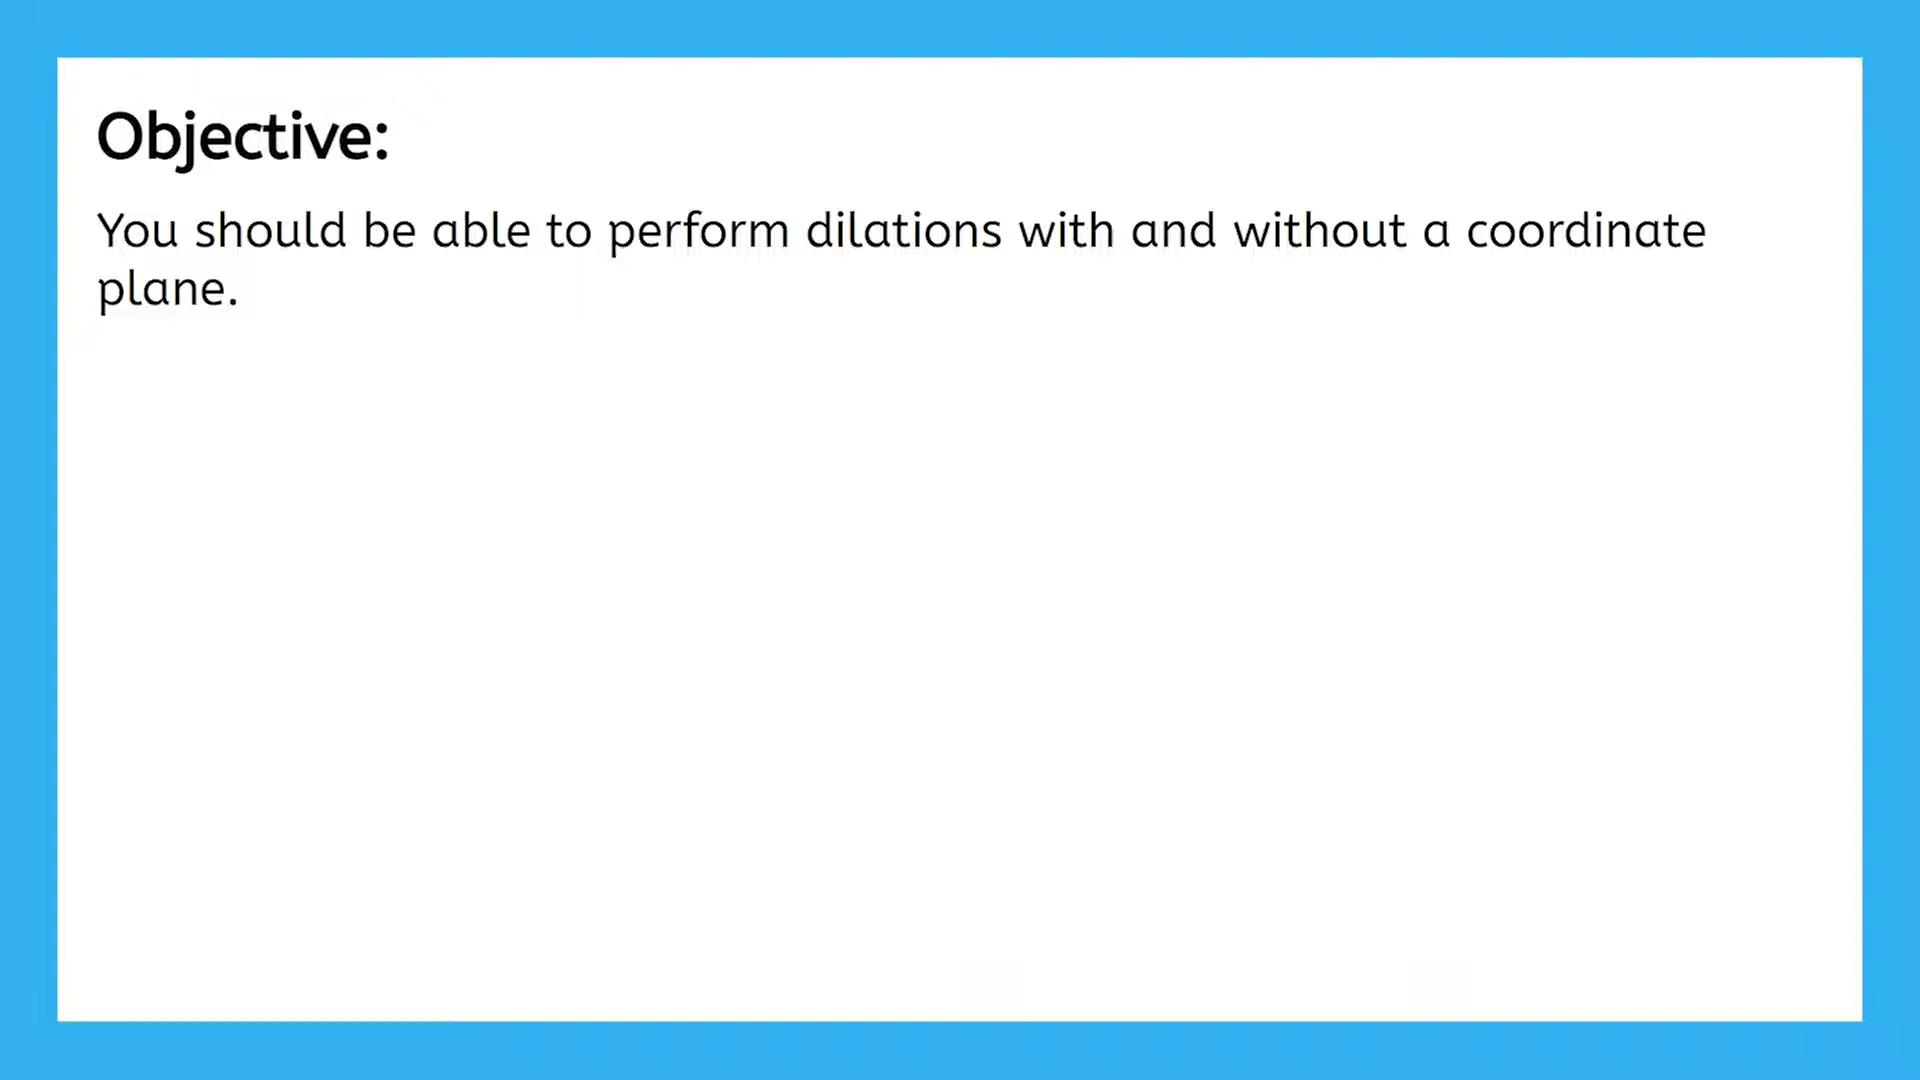 Objective:
You should be able to perform dilations with and without a coordinate
plane.